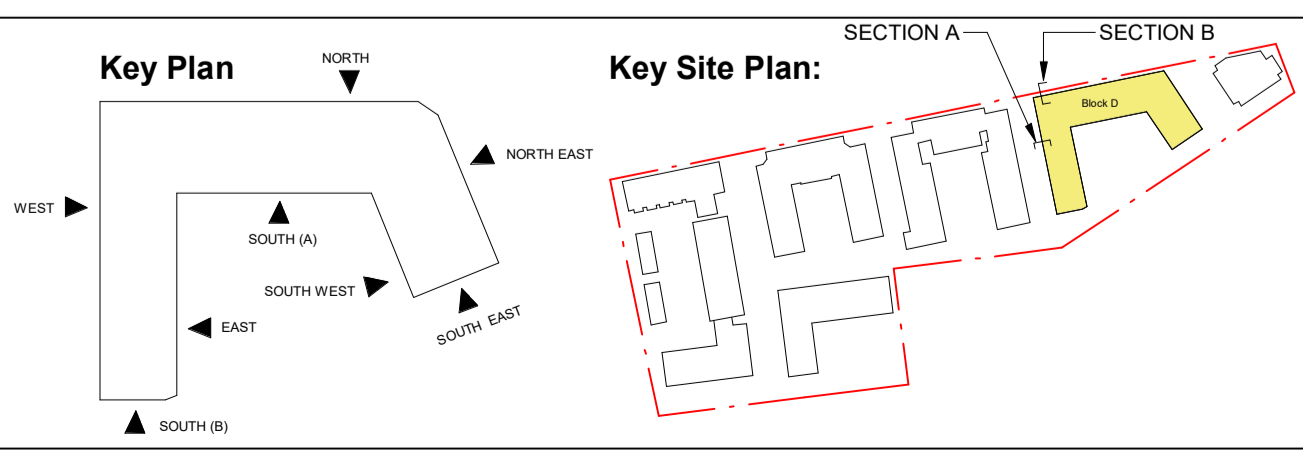 Key Plan
NORTH
NORTH EAST
WEST
SOUTH (A)
SOUTH WEST
EAST
SOUTH EAST
SOUTH (B)
Key Site Plan:
SECTION A
SECTION B
Block D